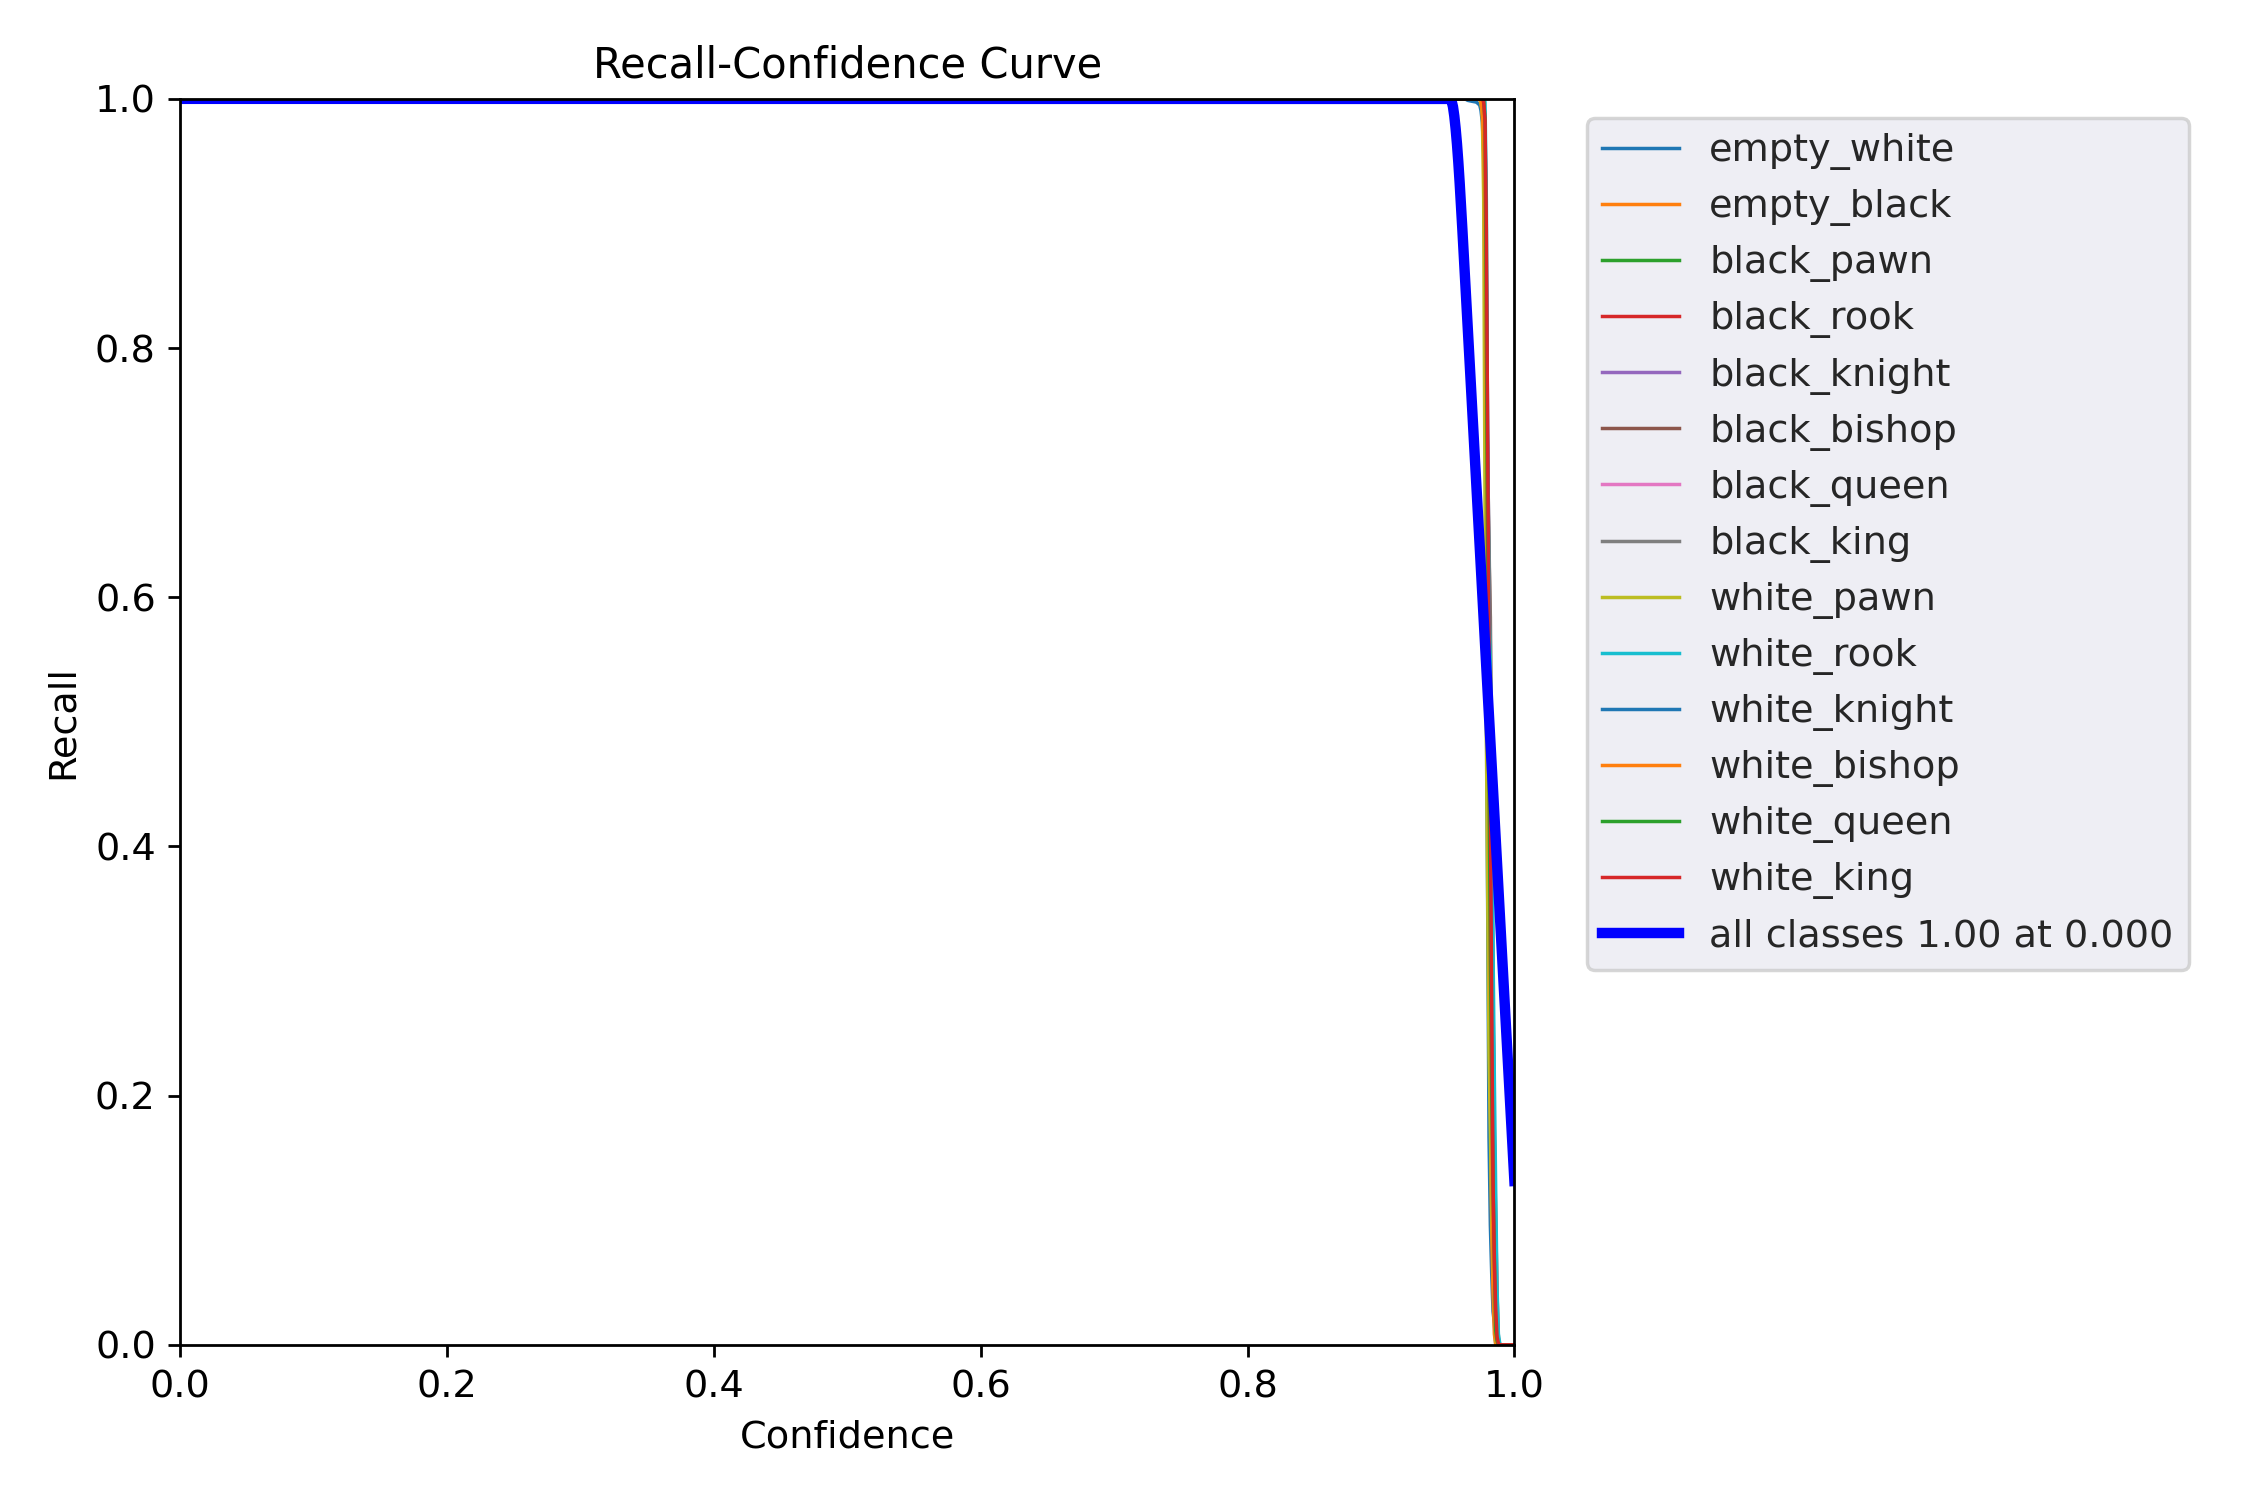 Recall-Confidence Curve
1.0
0.8
0.6
0.4
0.2
0.0
Recall
0.0 0.2 0.4 0.6 0.8 1.0
Confidence
empty_white
empty_black
black_pawn
black_rook
black_knight
black_bishop
black_queen
black_king
white_pawn
white_rook
white_knight
white_bishop
white_queen
white_king
all classes 1.00 at 0.000